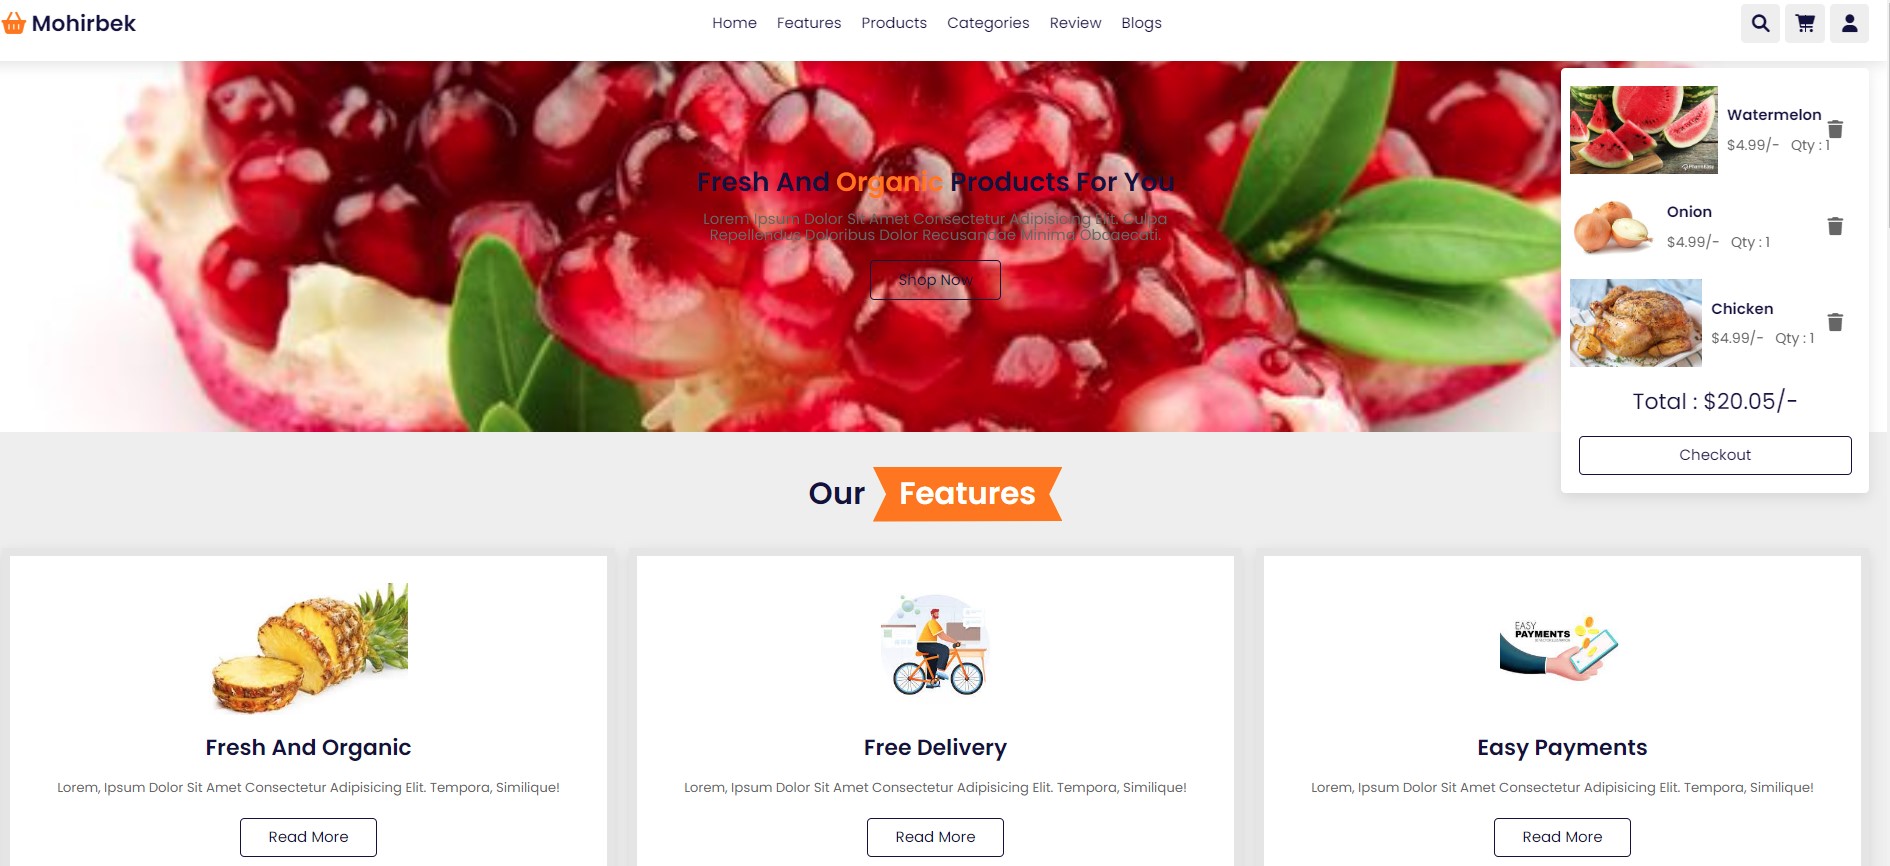 Mohirbek
Home Features Products Categories Review Blogs
Fresh And Organic Products For You
Lorem Ipsum Dolor Sit Amet Consectetur Adipisicing Elit. Culpa
Repellendus Doloribus Dolor Recusandae Minima Obcaecati.
Shop Now
Watermelon
$4.99/- Qty : 1
Onion
$4.99/- Qty : 1
Chicken
$4.99/- Qty : 1
Total : $20.05/-
Checkout
Our Features
EASY
PAYMENTS
Fresh And Organic
Lorem, Ipsum Dolor Sit Amet Consectetur Adipisicing Elit. Tempora, Similique!
Read More
Free Delivery
Lorem, Ipsum Dolor Sit Amet Consectetur Adipisicing Elit. Tempora, Similique!
Read More
Easy Payments
Lorem, Ipsum Dolor Sit Amet Consectetur Adipisicing Elit. Tempora, Similique!
Read More